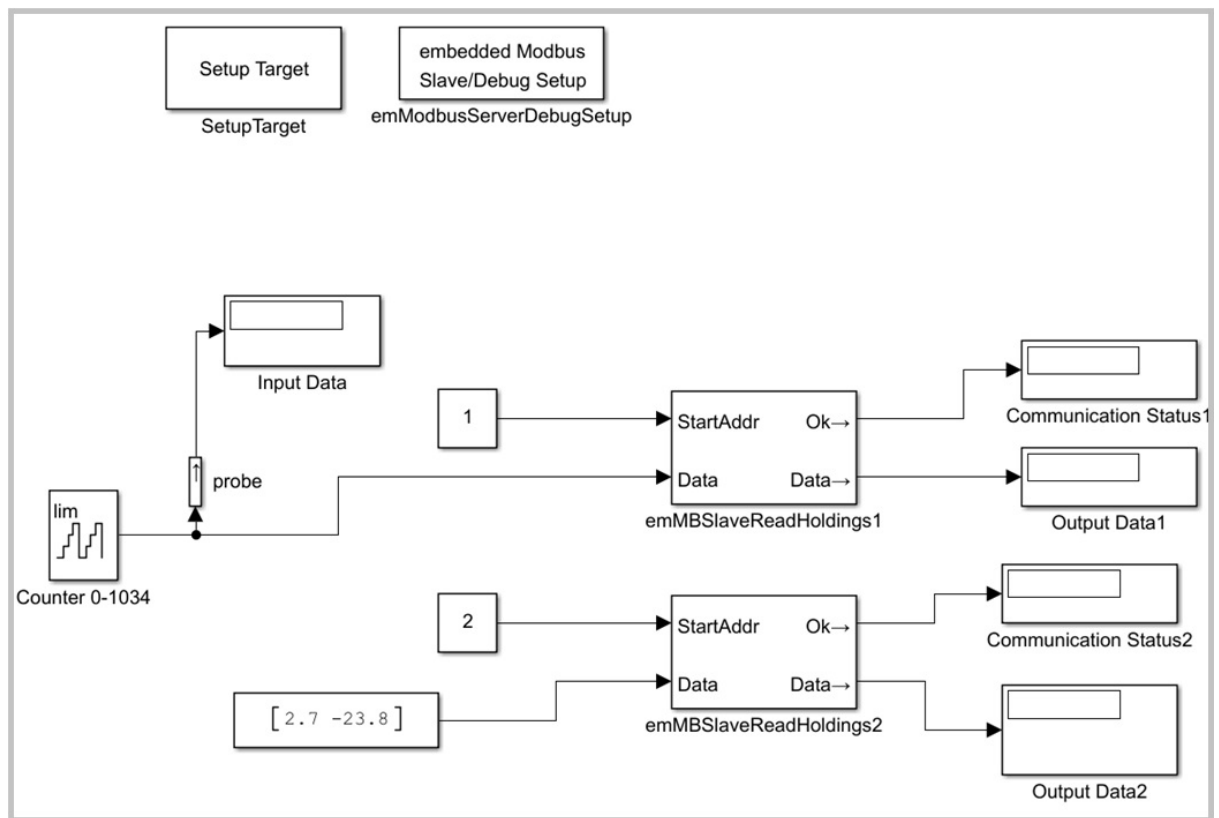 Setup Target
SetupTarget
embedded Modbus
Slave/Debug Setup
emModbusServerDebugSetup
Input Data
probe
lim
Counter 0-1034
1
StartAddr Ok→
Data Data→
emMBSlaveReadHoldings1
Communication Status1
Output Data1
2
StartAddr Ok→
Data Data→
emMBSlaveReadHoldings2
[2.7 -23.8]
Communication Status2
Output Data2